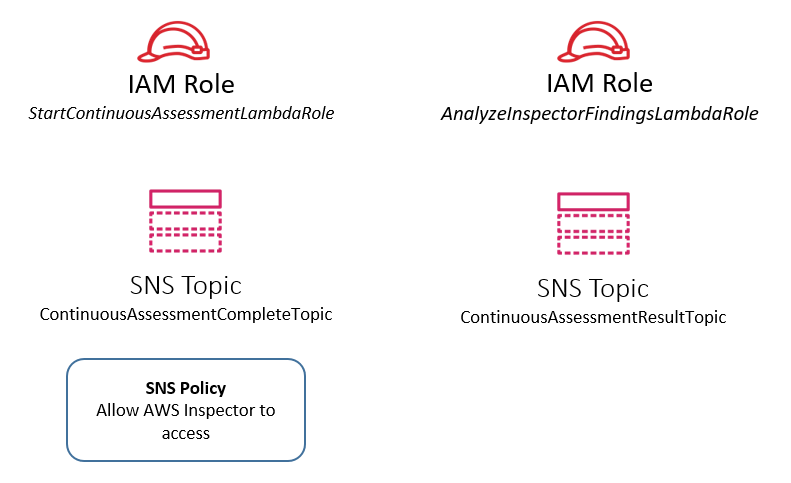 IAM Role
StartContinuousAssessmentLambdaRole
IAM Role
AnalyzeInspectorFindingsLambdaRole
SNS Topic
ContinuousAssessmentCompleteTopic
SNS Topic
ContinuousAssessmentResultTopic
SNS Policy
Allow AWS Inspector to
access